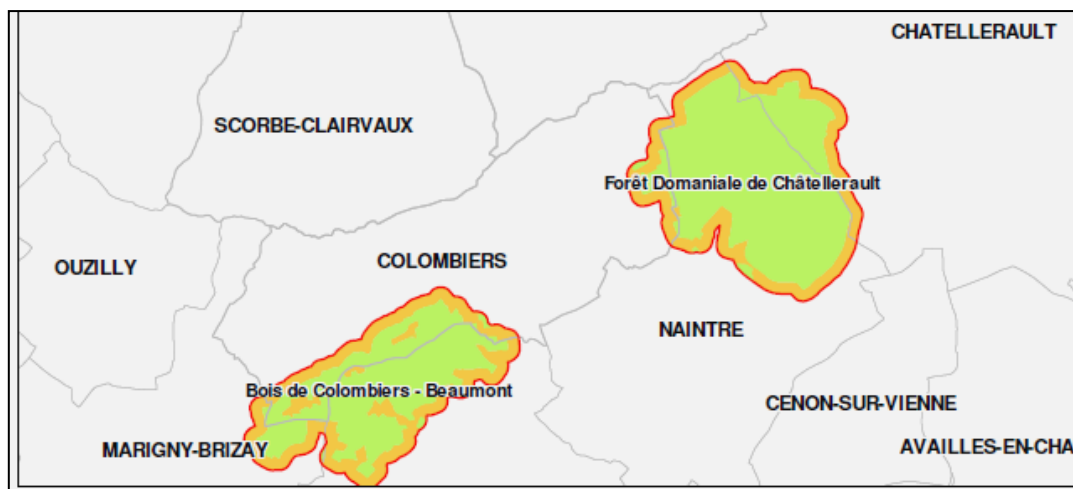 CHATELLERAULT
SCORBE-CLAIRVAUX
Forêt Domaniale de Châtellerault
OUZILLY
COLOMBIERS
NAINTRE
Bois de Colombiers - Beaumont
CENON-SUR-VIENNE
MARIGNY-BRIZAY
AVAILLES-EN-CHA